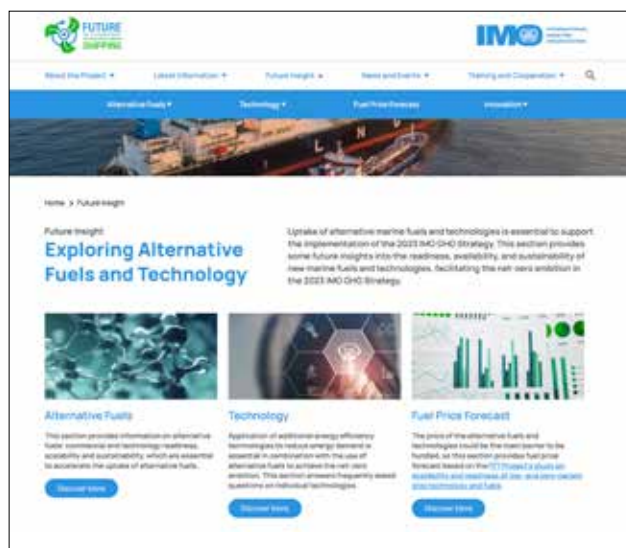 FUTURE
SHIPPING
IMO
About the Project
Latest Information
Future Insight
News and Events
Training and Cooperation
Alternative Fuels
Technology
Fuel Price Forecast
Innovation
L I N D
Home > Future Insight
Future Insight
Exploring Alternative
Fuels and Technology
Uptake of alternative marine fuels and technologies is essential to support
the implementation of the 2023 IMO GHG Strategy. This section provides
some future insights into the readiness, availability, and sustainability of
new marine fuels and technologies, facilitating the net-zero ambition in
the 2023 IMO GHG Strategy.
Alternative Fuels
This section provides information on alternative
fuels: commercial and technology readiness,
scalability and sustainability, which are essential
to accelerate the uptake of alternative fuels.
Discover More
Technology
Application of additional energy efficiency
technologies to reduce energy demand is
essential in combination with the use of
alternative fuels to achieve the net-zero
ambition. This section answers frequently asked
questions on individual technologies.
Discover More
Fuel Price Forecast
The price of the alternative fuels and
technologies could be the main barrier to be
funded, so this section provides fuel price
forecast based on the FFT Project's study on
availability and readiness of low- and zero-carbon
ship technology and fuels
Discover More